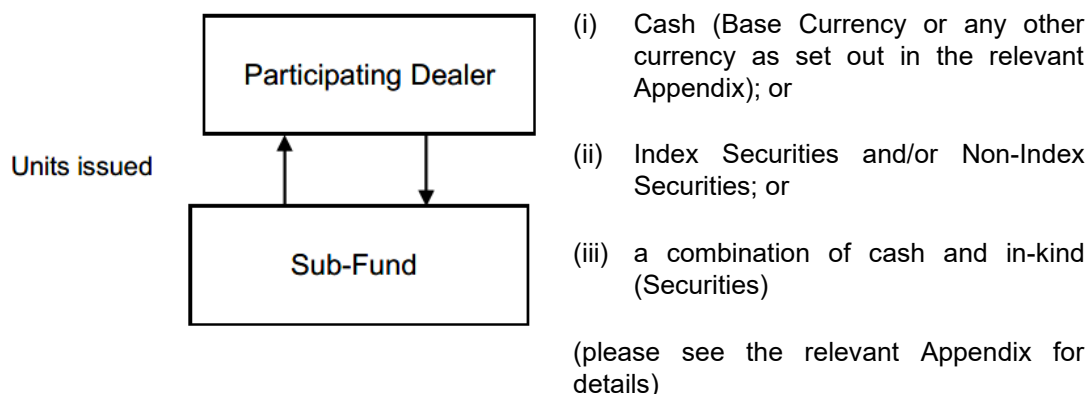 Participating Dealer
Units issued
Sub-Fund
(i) Cash (Base Currency or any other
currency as set out in the relevant
Appendix); or
(ii) Index Securities and/or Non-Index
Securities; or
(iii) a combination of cash and in-kind
(Securities)
(please see the relevant Appendix for
details)